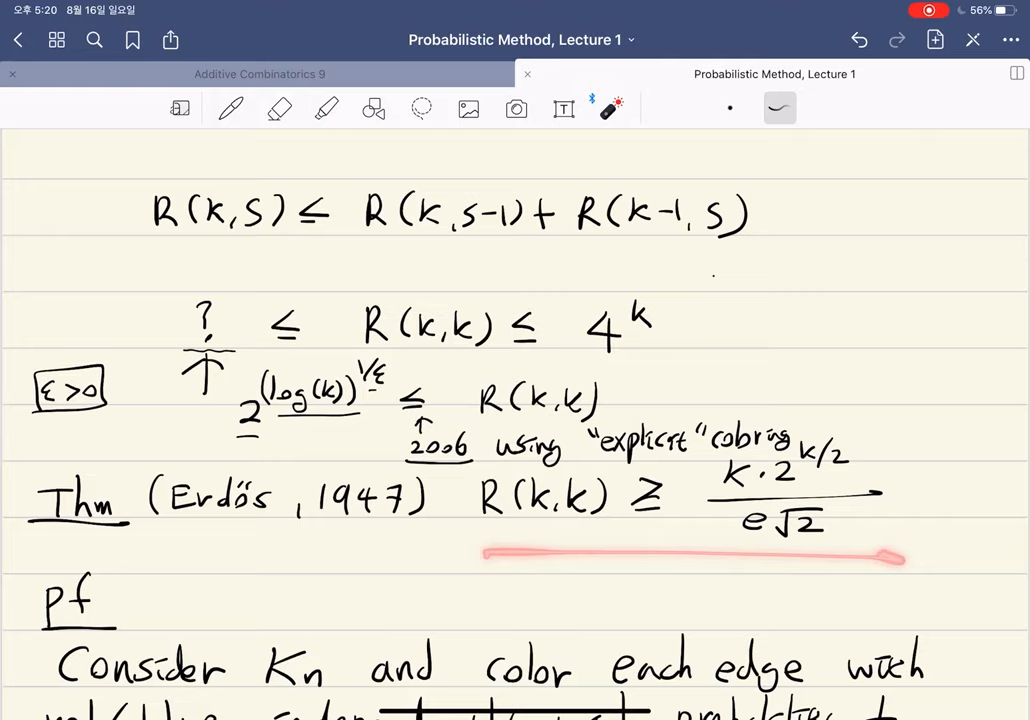 오후 5:20 8월 16일 일요일 56%
Probabilistic Method, Lecture 1
Additive Combinatorics 9 Probabilistic Method, Lecture 1
R(k,s) ≤ R(k,s-1) + R(k-1,s)
? ≤ R(k,k) ≤ 4^k
ε>0
2^(log(k))^1/ε ≤ R(k,k)
2006 using "explicit" coloring
Thm (Erdős, 1947) R(k,k) ≥ k·2^k/2 / e√2
pf
Consider Kn and color each edge with